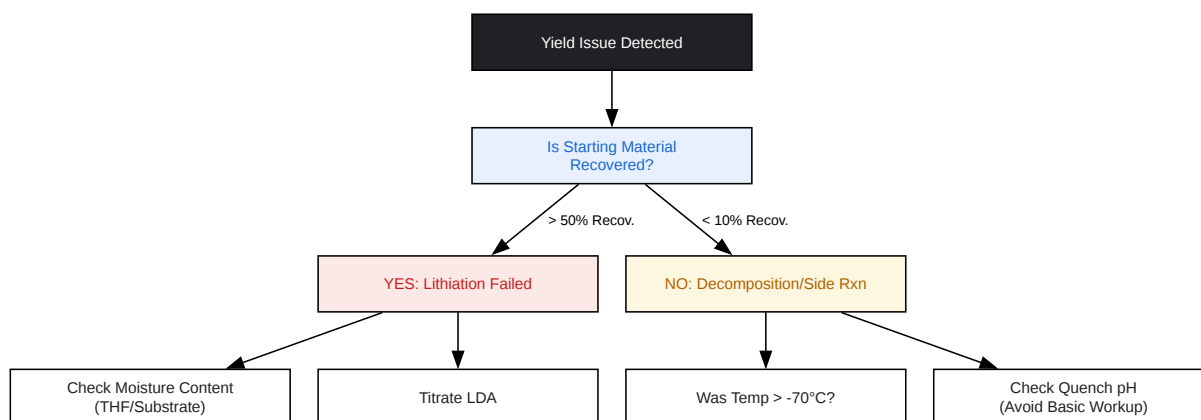 Yield Issue Detected
Is Starting Material
Recovered?
> 50% Recov.
< 10% Recov.
YES: Lithiation Failed
NO: Decomposition/Side Rxn
Check Moisture Content
(THF/Substrate)
Titrate LDA
Was Temp > -70°C?
Check Quench pH
(Avoid Basic Workup)